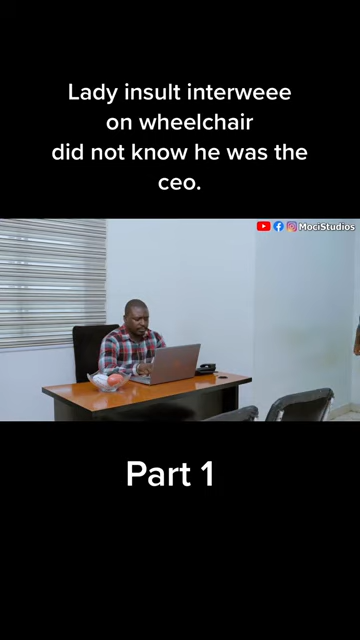 Lady insult interweee
on wheelchair
did not know he was the
ceo.
MociStudios
Part 1